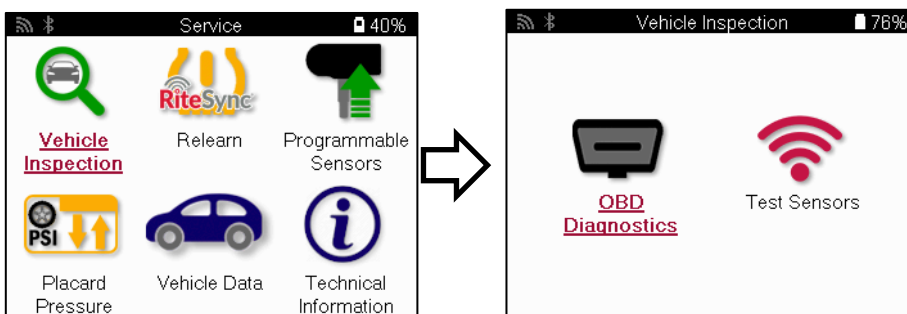 Service
40%
RiteSync
Vehicle
Inspection
Relearn
Programmable
Sensors
PSI
Placard
Pressure
Vehicle Data
Technical
Information
Vehicle Inspection
76%
OBD
Diagnostics
Test Sensors